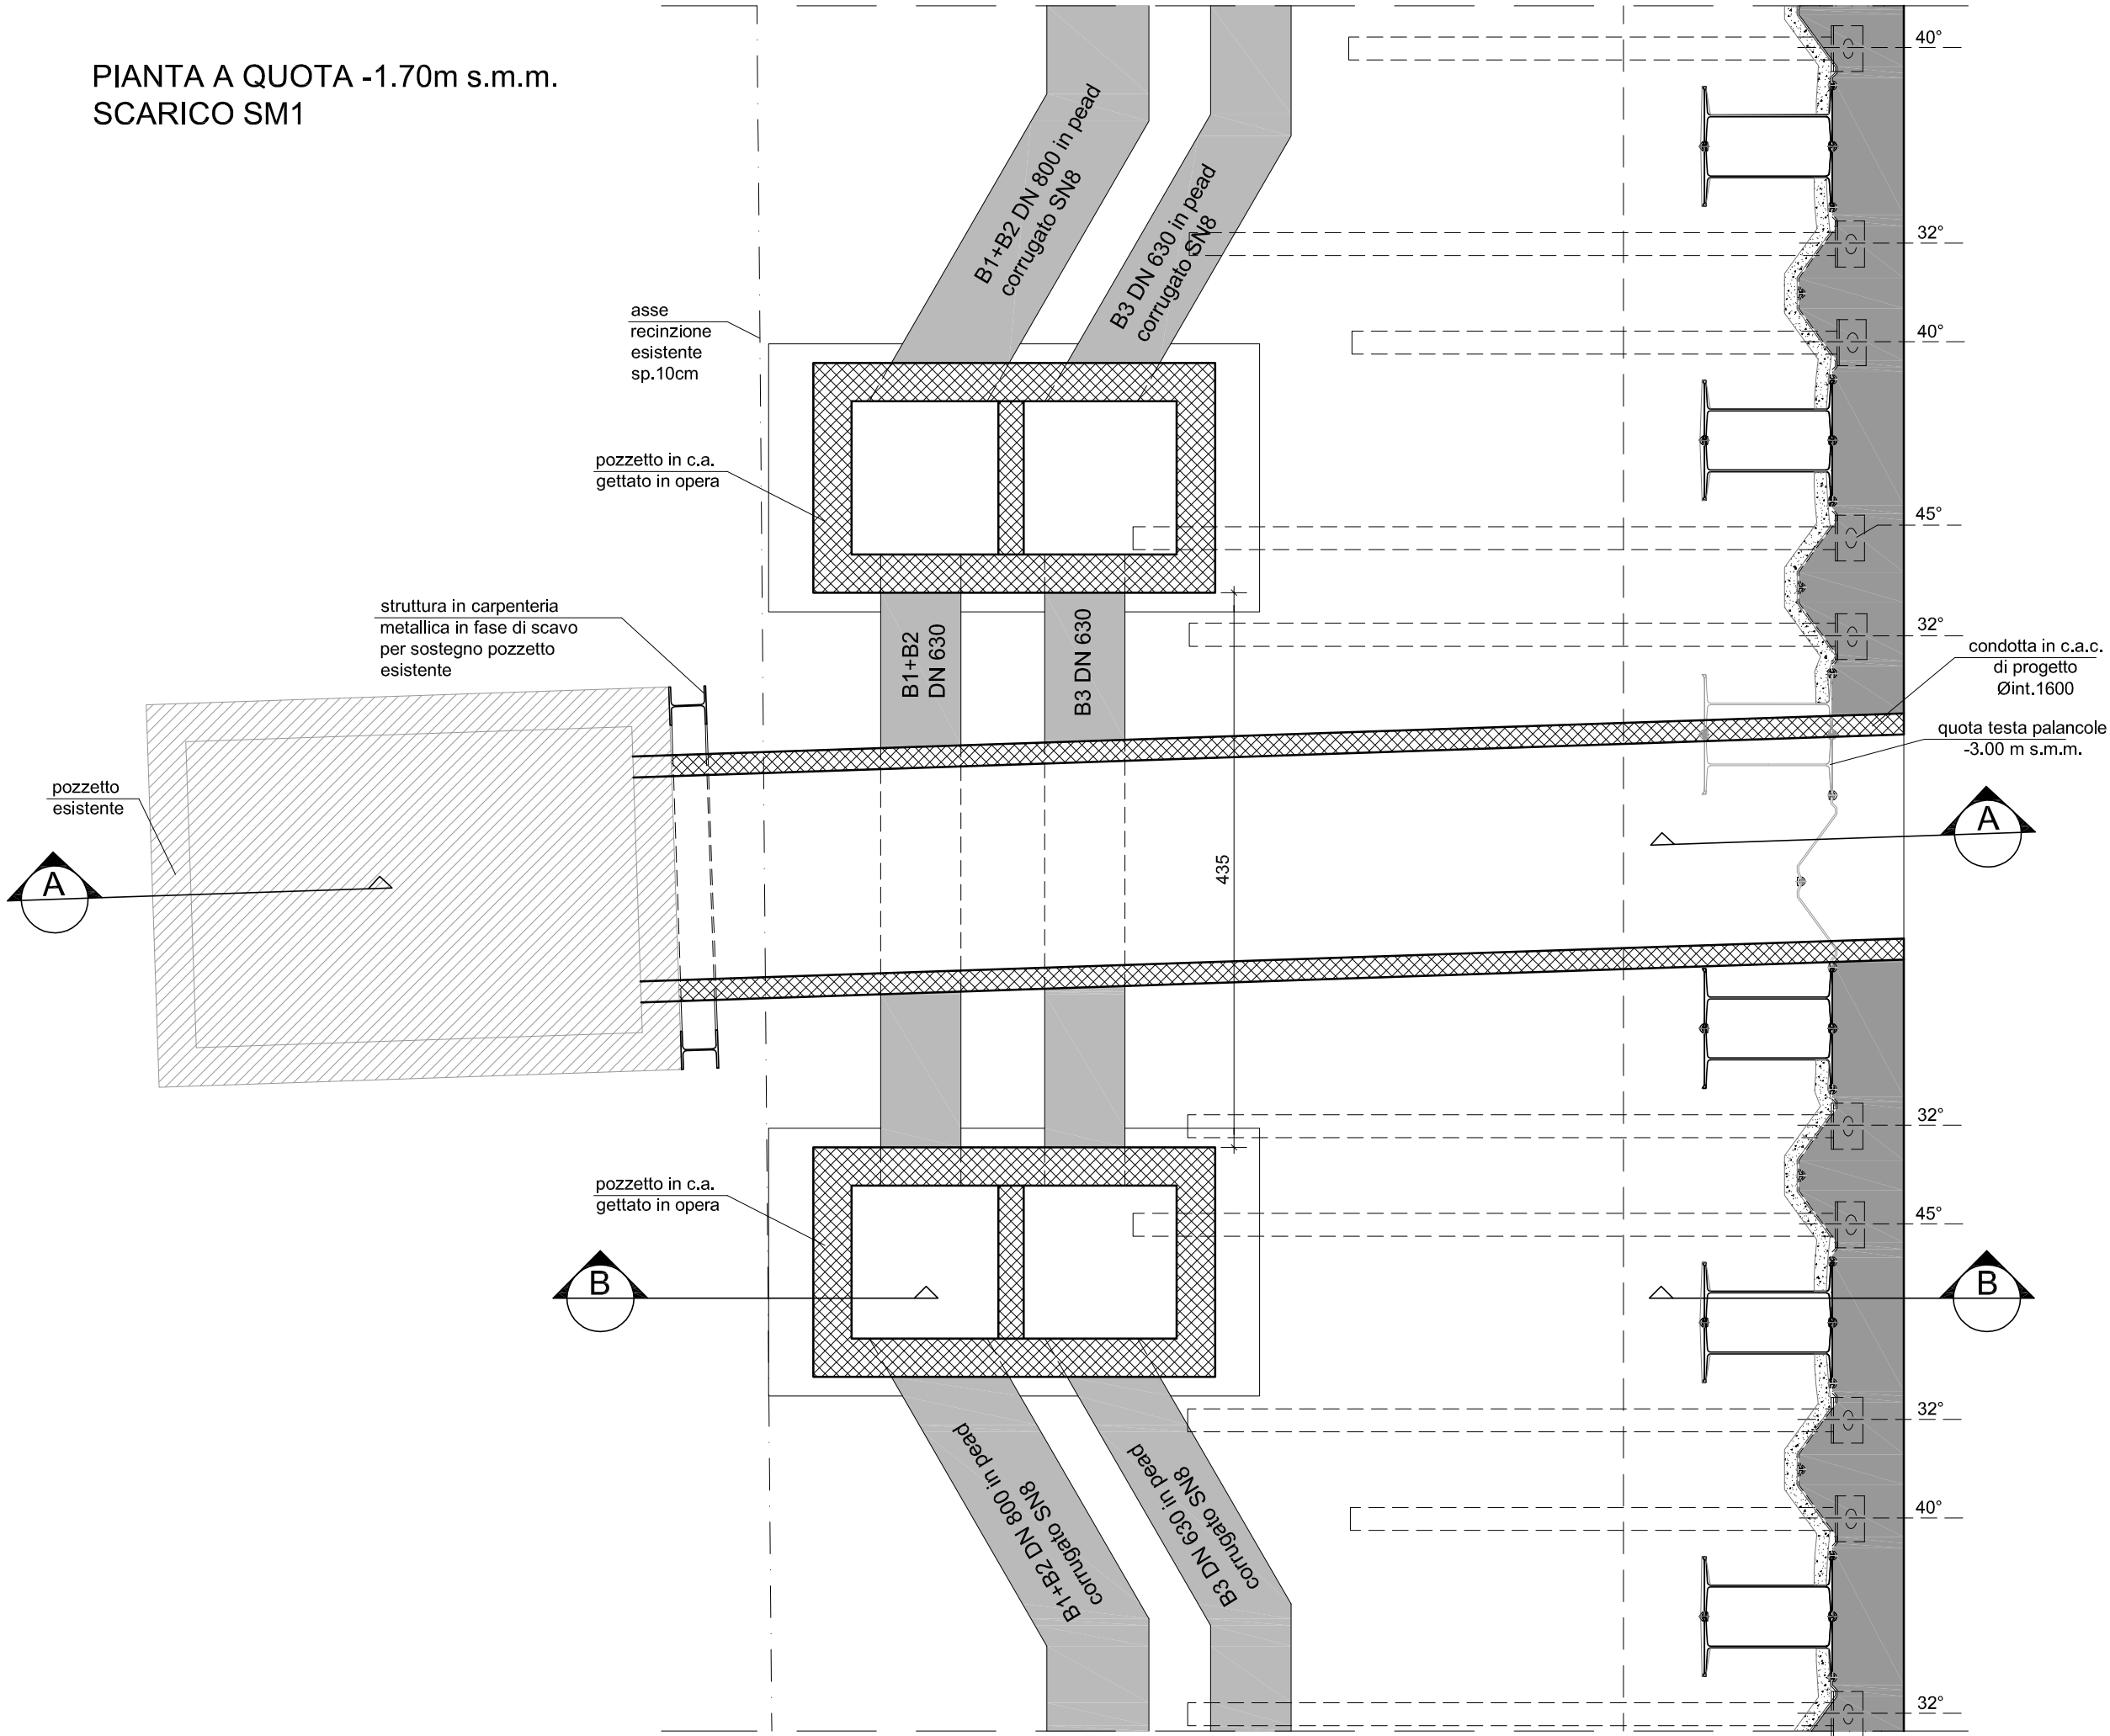 PIANTA A QUOTA -1.70m s.m.m.
SCARICO SM1
40°
B1+B2 DN 800 in pead
corrugato SN8
B3 DN 630 in pead
corrugato SN8
32°
asse
recinzione
esistente
sp.10cm
40°
pozzetto in c.a.
gettato in opera
45°
struttura in carpenteria
metallica in fase di scavo
per sostegno pozzetto
esistente
B1+B2
DN 630
B3 DN 630
32°
condotta in c.a.c.
di progetto
Øint.1600
quota testa palancole
-3.00 m s.m.m.
pozzetto
esistente
A
A
435
32°
pozzetto in c.a.
gettato in opera
45°
B
B
32°
B1+B2 DN 800 in pead
corrugato SN8
B3 DN 630 in pead
corrugato SN8
40°
32°